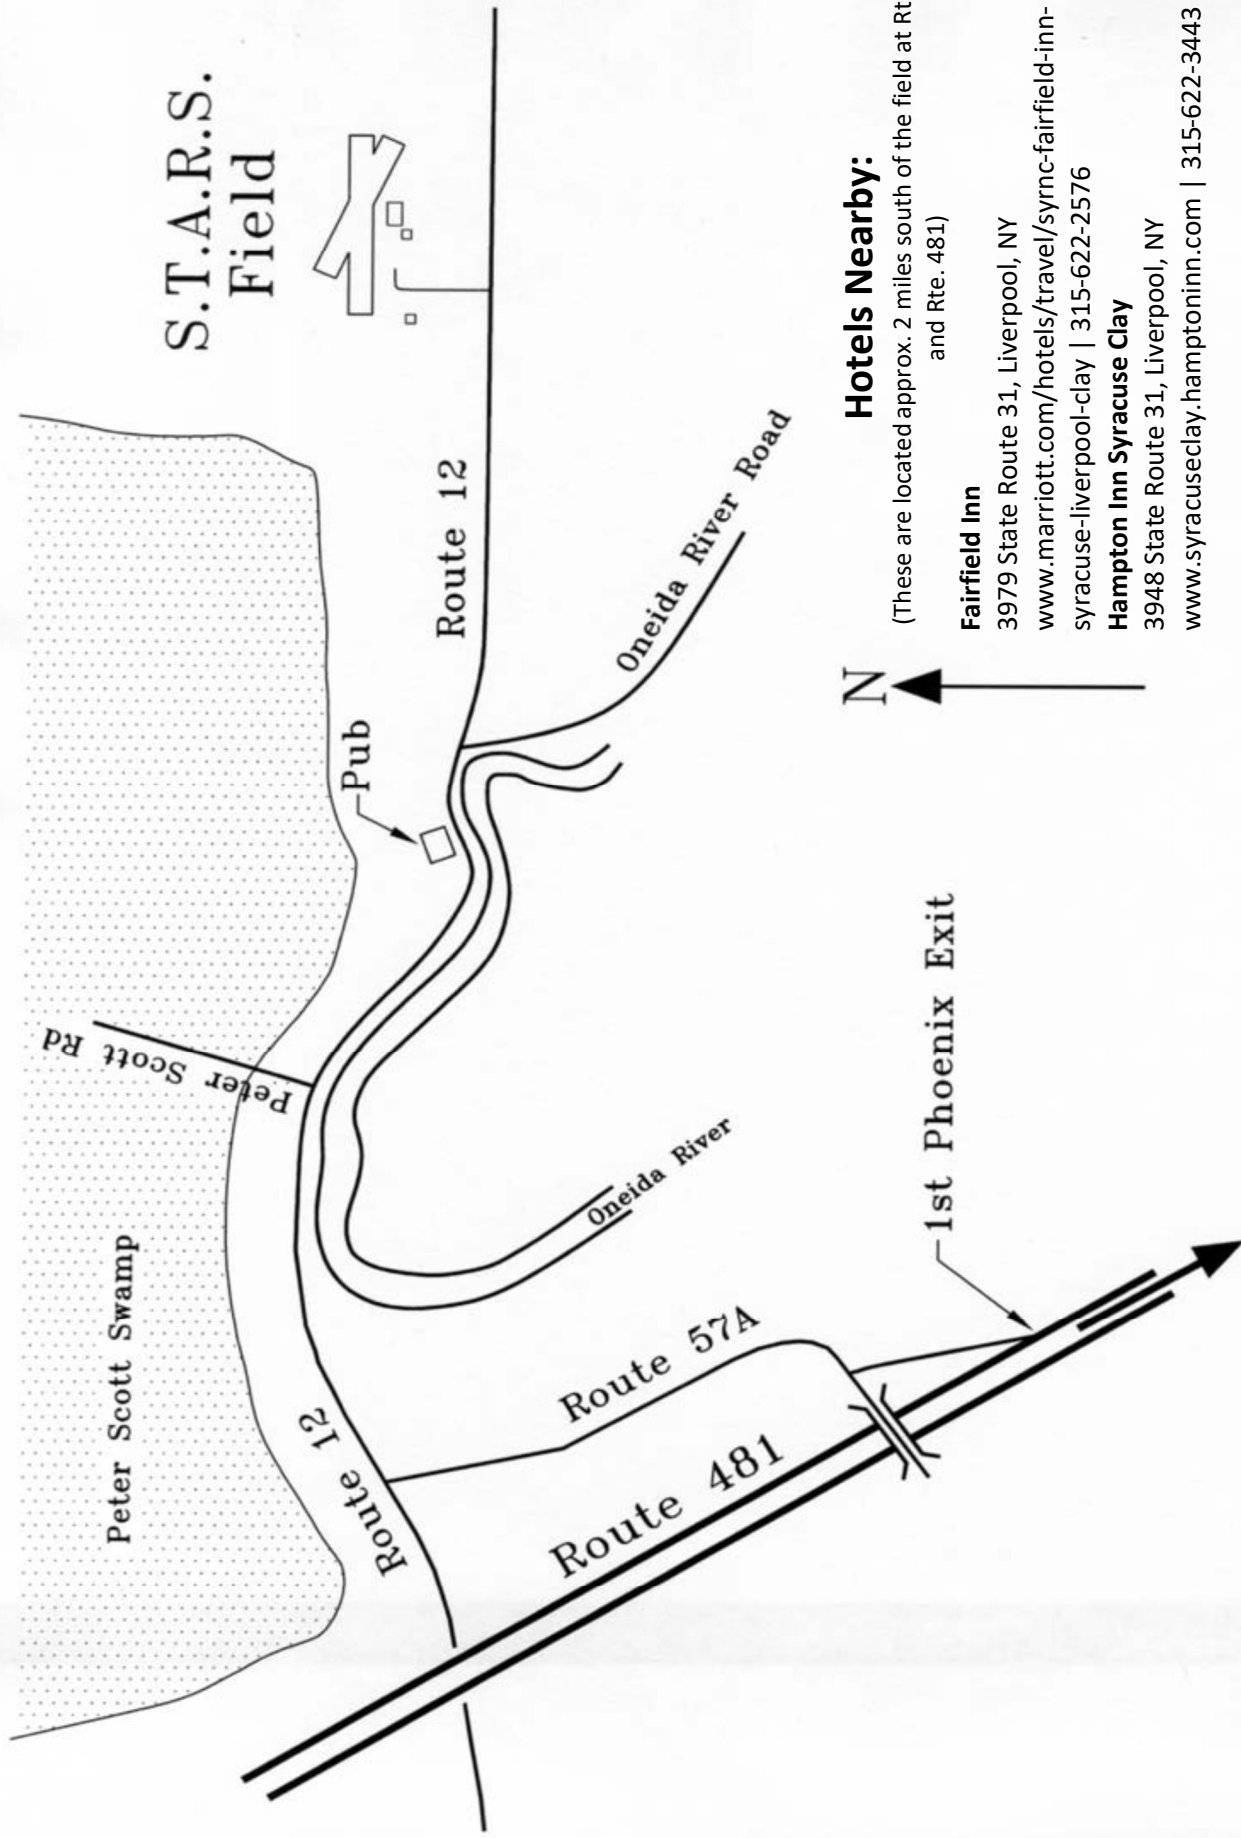 S.T.A.R.S.
Field
Peter Scott Swamp
Peter Scott Rd
Pub
Route 12
Route 12
Oneida River Road
Oneida River
Route 57A
Route 481
1st Phoenix Exit
N
Hotels Nearby:
(These are located approx. 2 miles south of the field at Rt
and Rte. 481)
Fairfield Inn
3979 State Route 31, Liverpool, NY
www.marriott.com/hotels/travel/syrnc-fairfield-inn-
syracuse-liverpool-clay | 315-622-2576
Hampton Inn Syracuse Clay
3948 State Route 31, Liverpool, NY
www.syracuseclay.hamptoninn.com | 315-622-3443